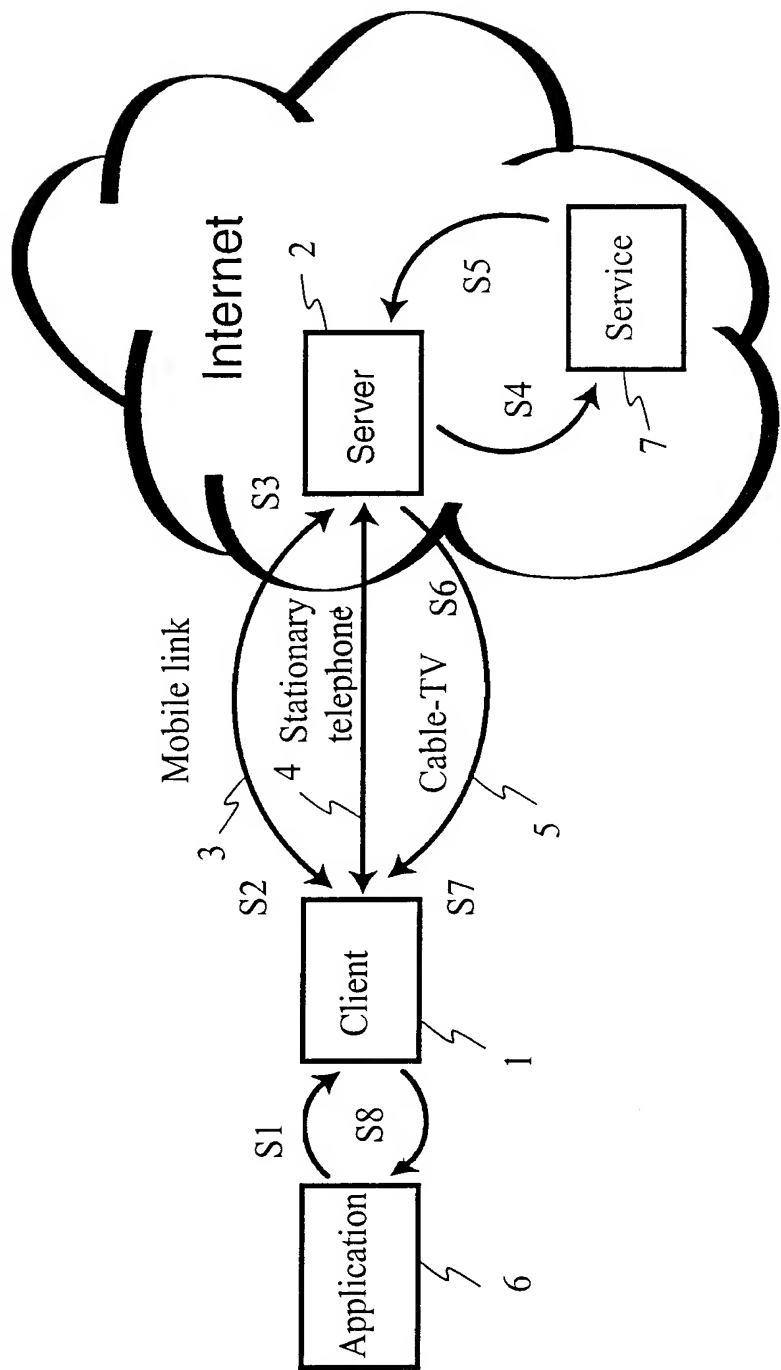 Internet
Mobile link
3
S2
S3
2
Server
4
Stationary
telephone
Client
1
S1
S8
Application
6
Cable-TV
5
S6
S7
S5
S4
Service
7